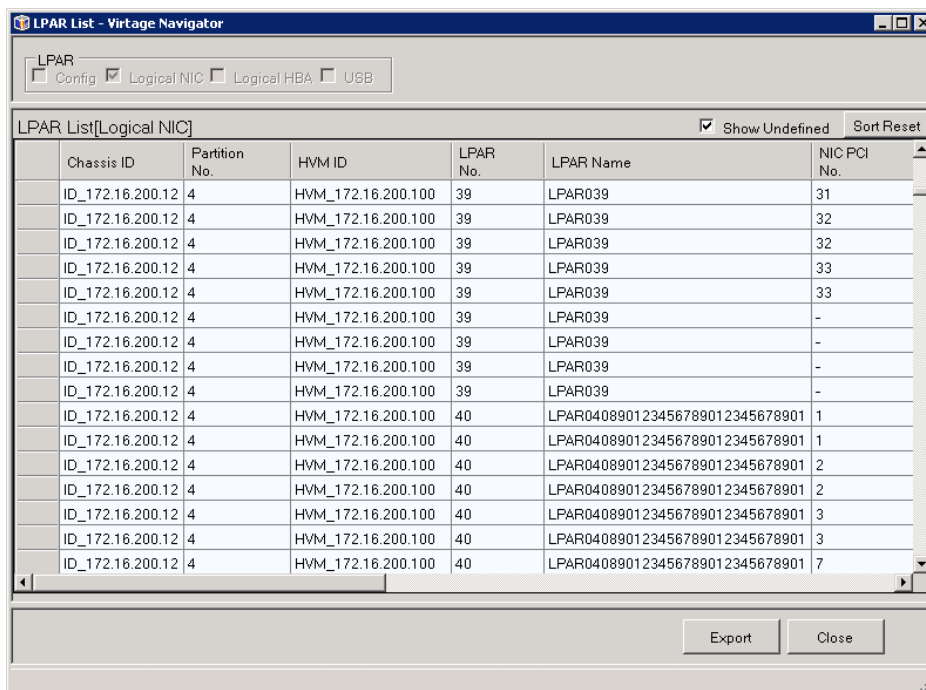 LPAR List - Virtage Navigator
LPAR
Config Logical NIC Logical HBA USB
LPAR List[Logical NIC] Show Undefined Sort Reset
Chassis ID Partition No. HVM ID LPAR No. LPAR Name NIC PCI No.
ID_172.16.200.12 4 HVM_172.16.200.100 39 LPAR039 31
ID_172.16.200.12 4 HVM_172.16.200.100 39 LPAR039 32
ID_172.16.200.12 4 HVM_172.16.200.100 39 LPAR039 32
ID_172.16.200.12 4 HVM_172.16.200.100 39 LPAR039 33
ID_172.16.200.12 4 HVM_172.16.200.100 39 LPAR039 33
ID_172.16.200.12 4 HVM_172.16.200.100 39 LPAR039 -
ID_172.16.200.12 4 HVM_172.16.200.100 39 LPAR039 -
ID_172.16.200.12 4 HVM_172.16.200.100 39 LPAR039 -
ID_172.16.200.12 4 HVM_172.16.200.100 39 LPAR039 -
ID_172.16.200.12 4 HVM_172.16.200.100 40 LPAR040890123456789012345678901 1
ID_172.16.200.12 4 HVM_172.16.200.100 40 LPAR040890123456789012345678901 1
ID_172.16.200.12 4 HVM_172.16.200.100 40 LPAR040890123456789012345678901 2
ID_172.16.200.12 4 HVM_172.16.200.100 40 LPAR040890123456789012345678901 2
ID_172.16.200.12 4 HVM_172.16.200.100 40 LPAR040890123456789012345678901 3
ID_172.16.200.12 4 HVM_172.16.200.100 40 LPAR040890123456789012345678901 3
ID_172.16.200.12 4 HVM_172.16.200.100 40 LPAR040890123456789012345678901 7
Export Close